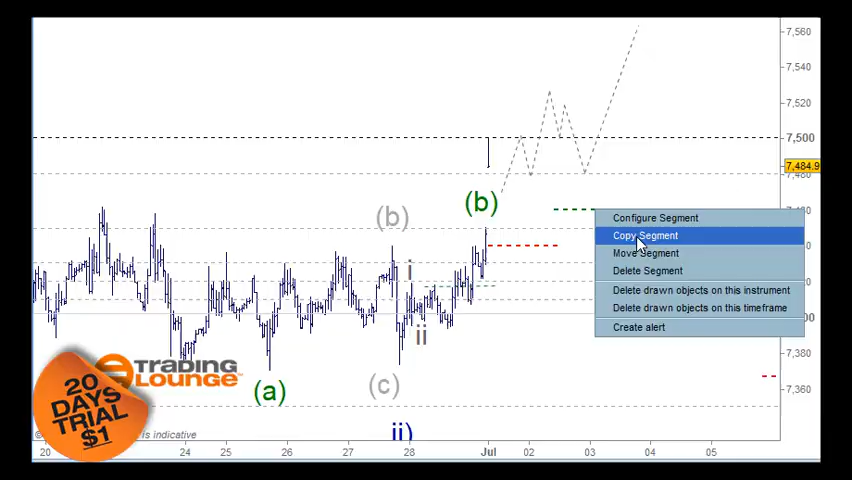 7,560
7,540
7,520
7,500
7,484.9
7,480
(b)
(b)
Configure Segment
Copy Segment
Move Segment
Delete Segment
Delete drawn objects on this instrument
Delete drawn objects on this timeframe
Create alert
i
ii
7,380
7,360
TRADING
LOUNGE™
20
DAYS
TRIAL
$1
(a)
(c)
ii)
is indicative
20
24
25
26
27
28
Jul
02
03
04
05